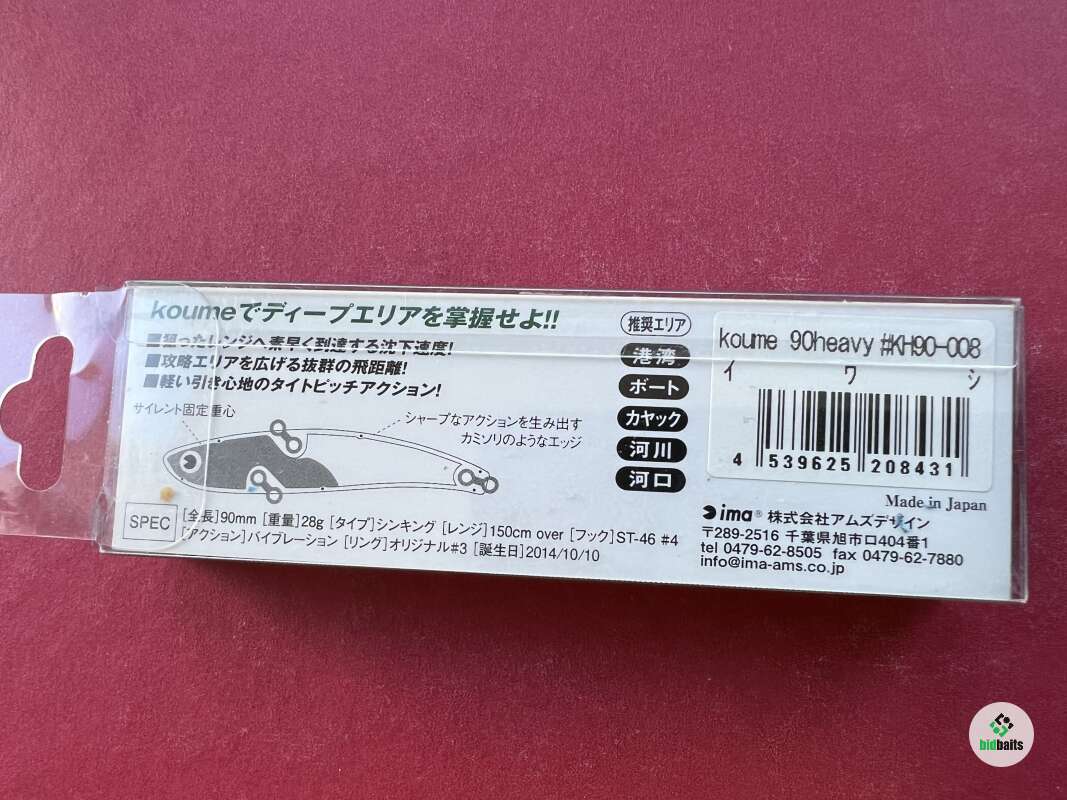 koumeでディープエリアを掌握せよ!!
■狙ったレンジへ素早く到達する沈下速度!
■攻略エリアを広げる抜群の飛距離!
■軽い引き心地のタイトピッチアクション!
サイレント固定重心
シャープなアクションを生み出す
カミソリのようなエッジ
SPEC
[全長]90mm [重量]28g [タイプ]シンキング [レンジ]150cm over [フック]ST-46 #4
[アクション]バイブレーション [リング]オリジナル#3 [誕生日]2014/10/10
推奨エリア
港湾
ボート
カヤック
河川
河口
koume 90heavy #KH90-008
イ ワ シ
4 539625 208431
Made in Japan
ima® 株式会社アムズデザイン
〒289-2516 千葉県旭市ロ404番1
tel 0479-62-8505 fax 0479-62-7880
info@ima-ams.co.jp
bidbaits